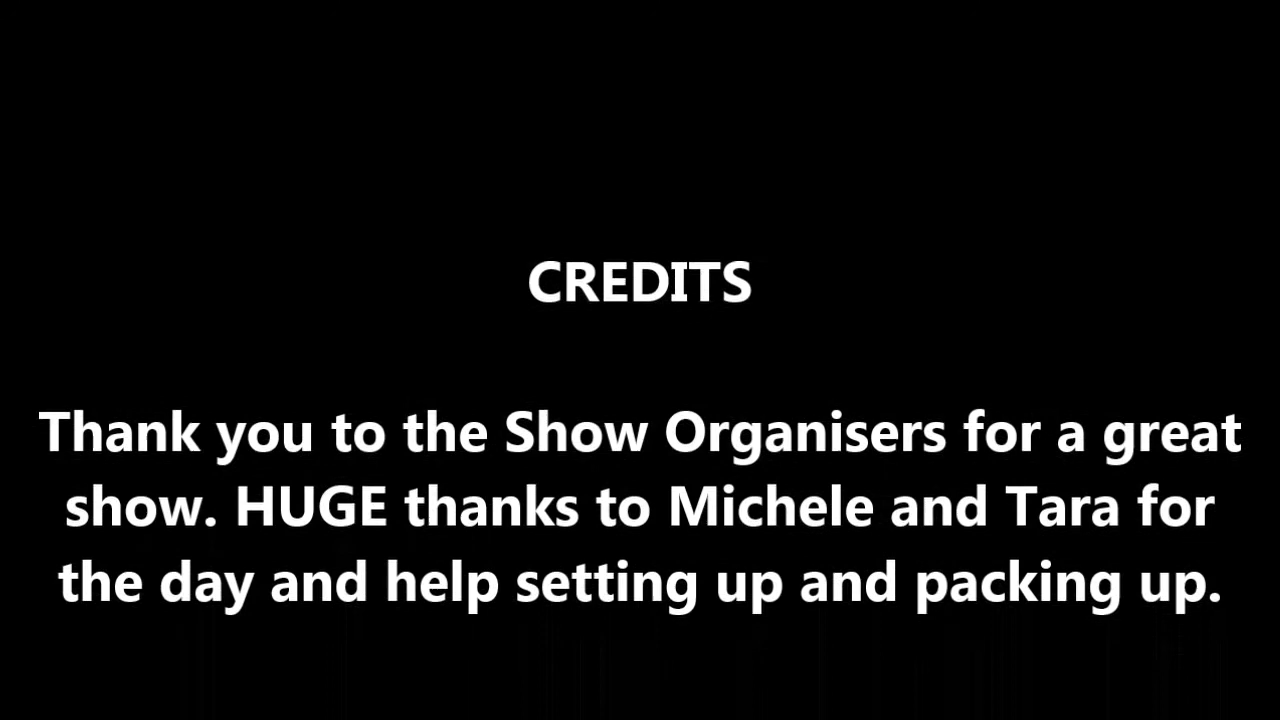 CREDITS
Thank you to the Show Organisers for a great
show. HUGE thanks to Michele and Tara for
the day and help setting up and packing up.